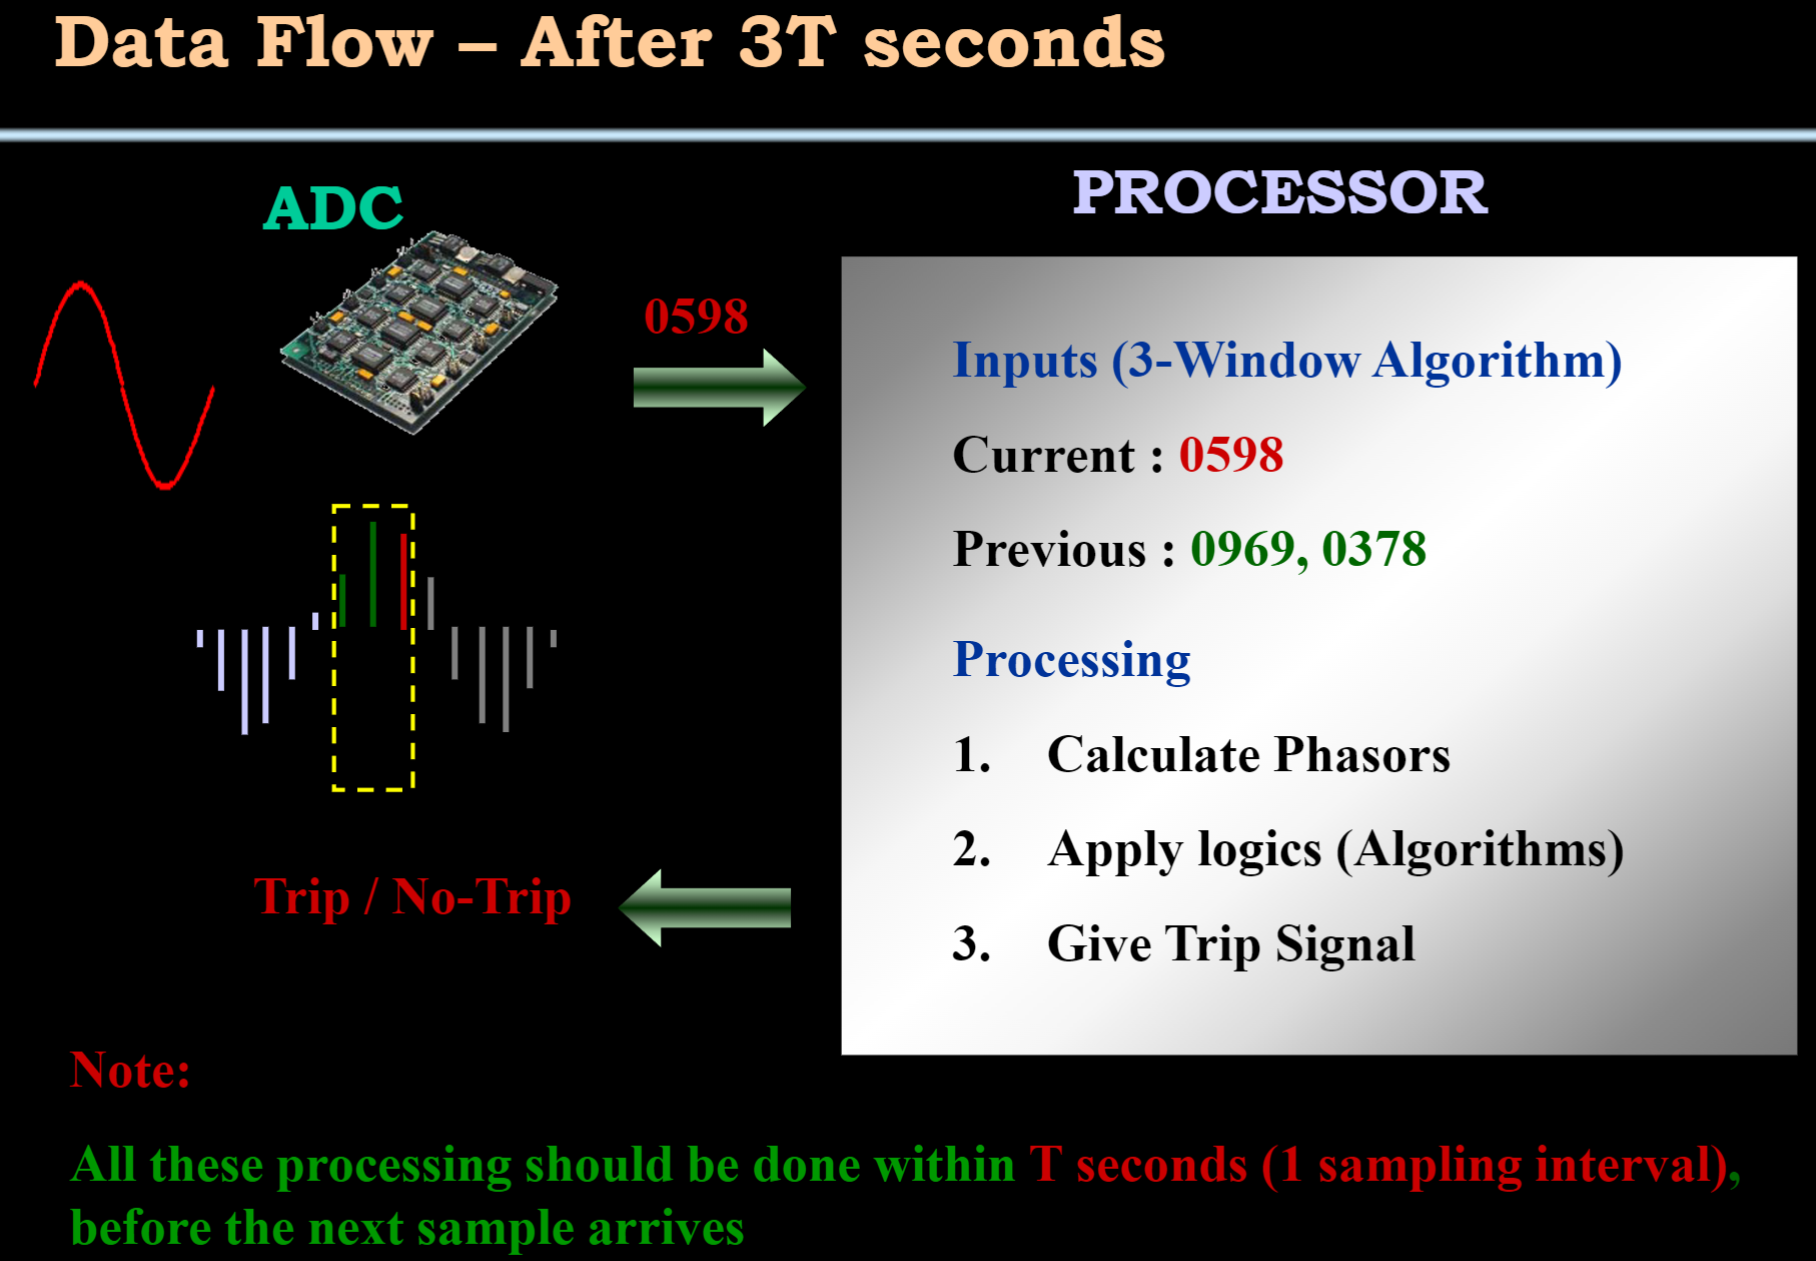 Data Flow – After 3T seconds
ADC
PROCESSOR
0598
Inputs (3-Window Algorithm)
Current : 0598
Previous : 0969, 0378
Processing
1. Calculate Phasors
2. Apply logics (Algorithms)
3. Give Trip Signal
Trip / No-Trip
Note:
All these processing should be done within T seconds (1 sampling interval),
before the next sample arrives